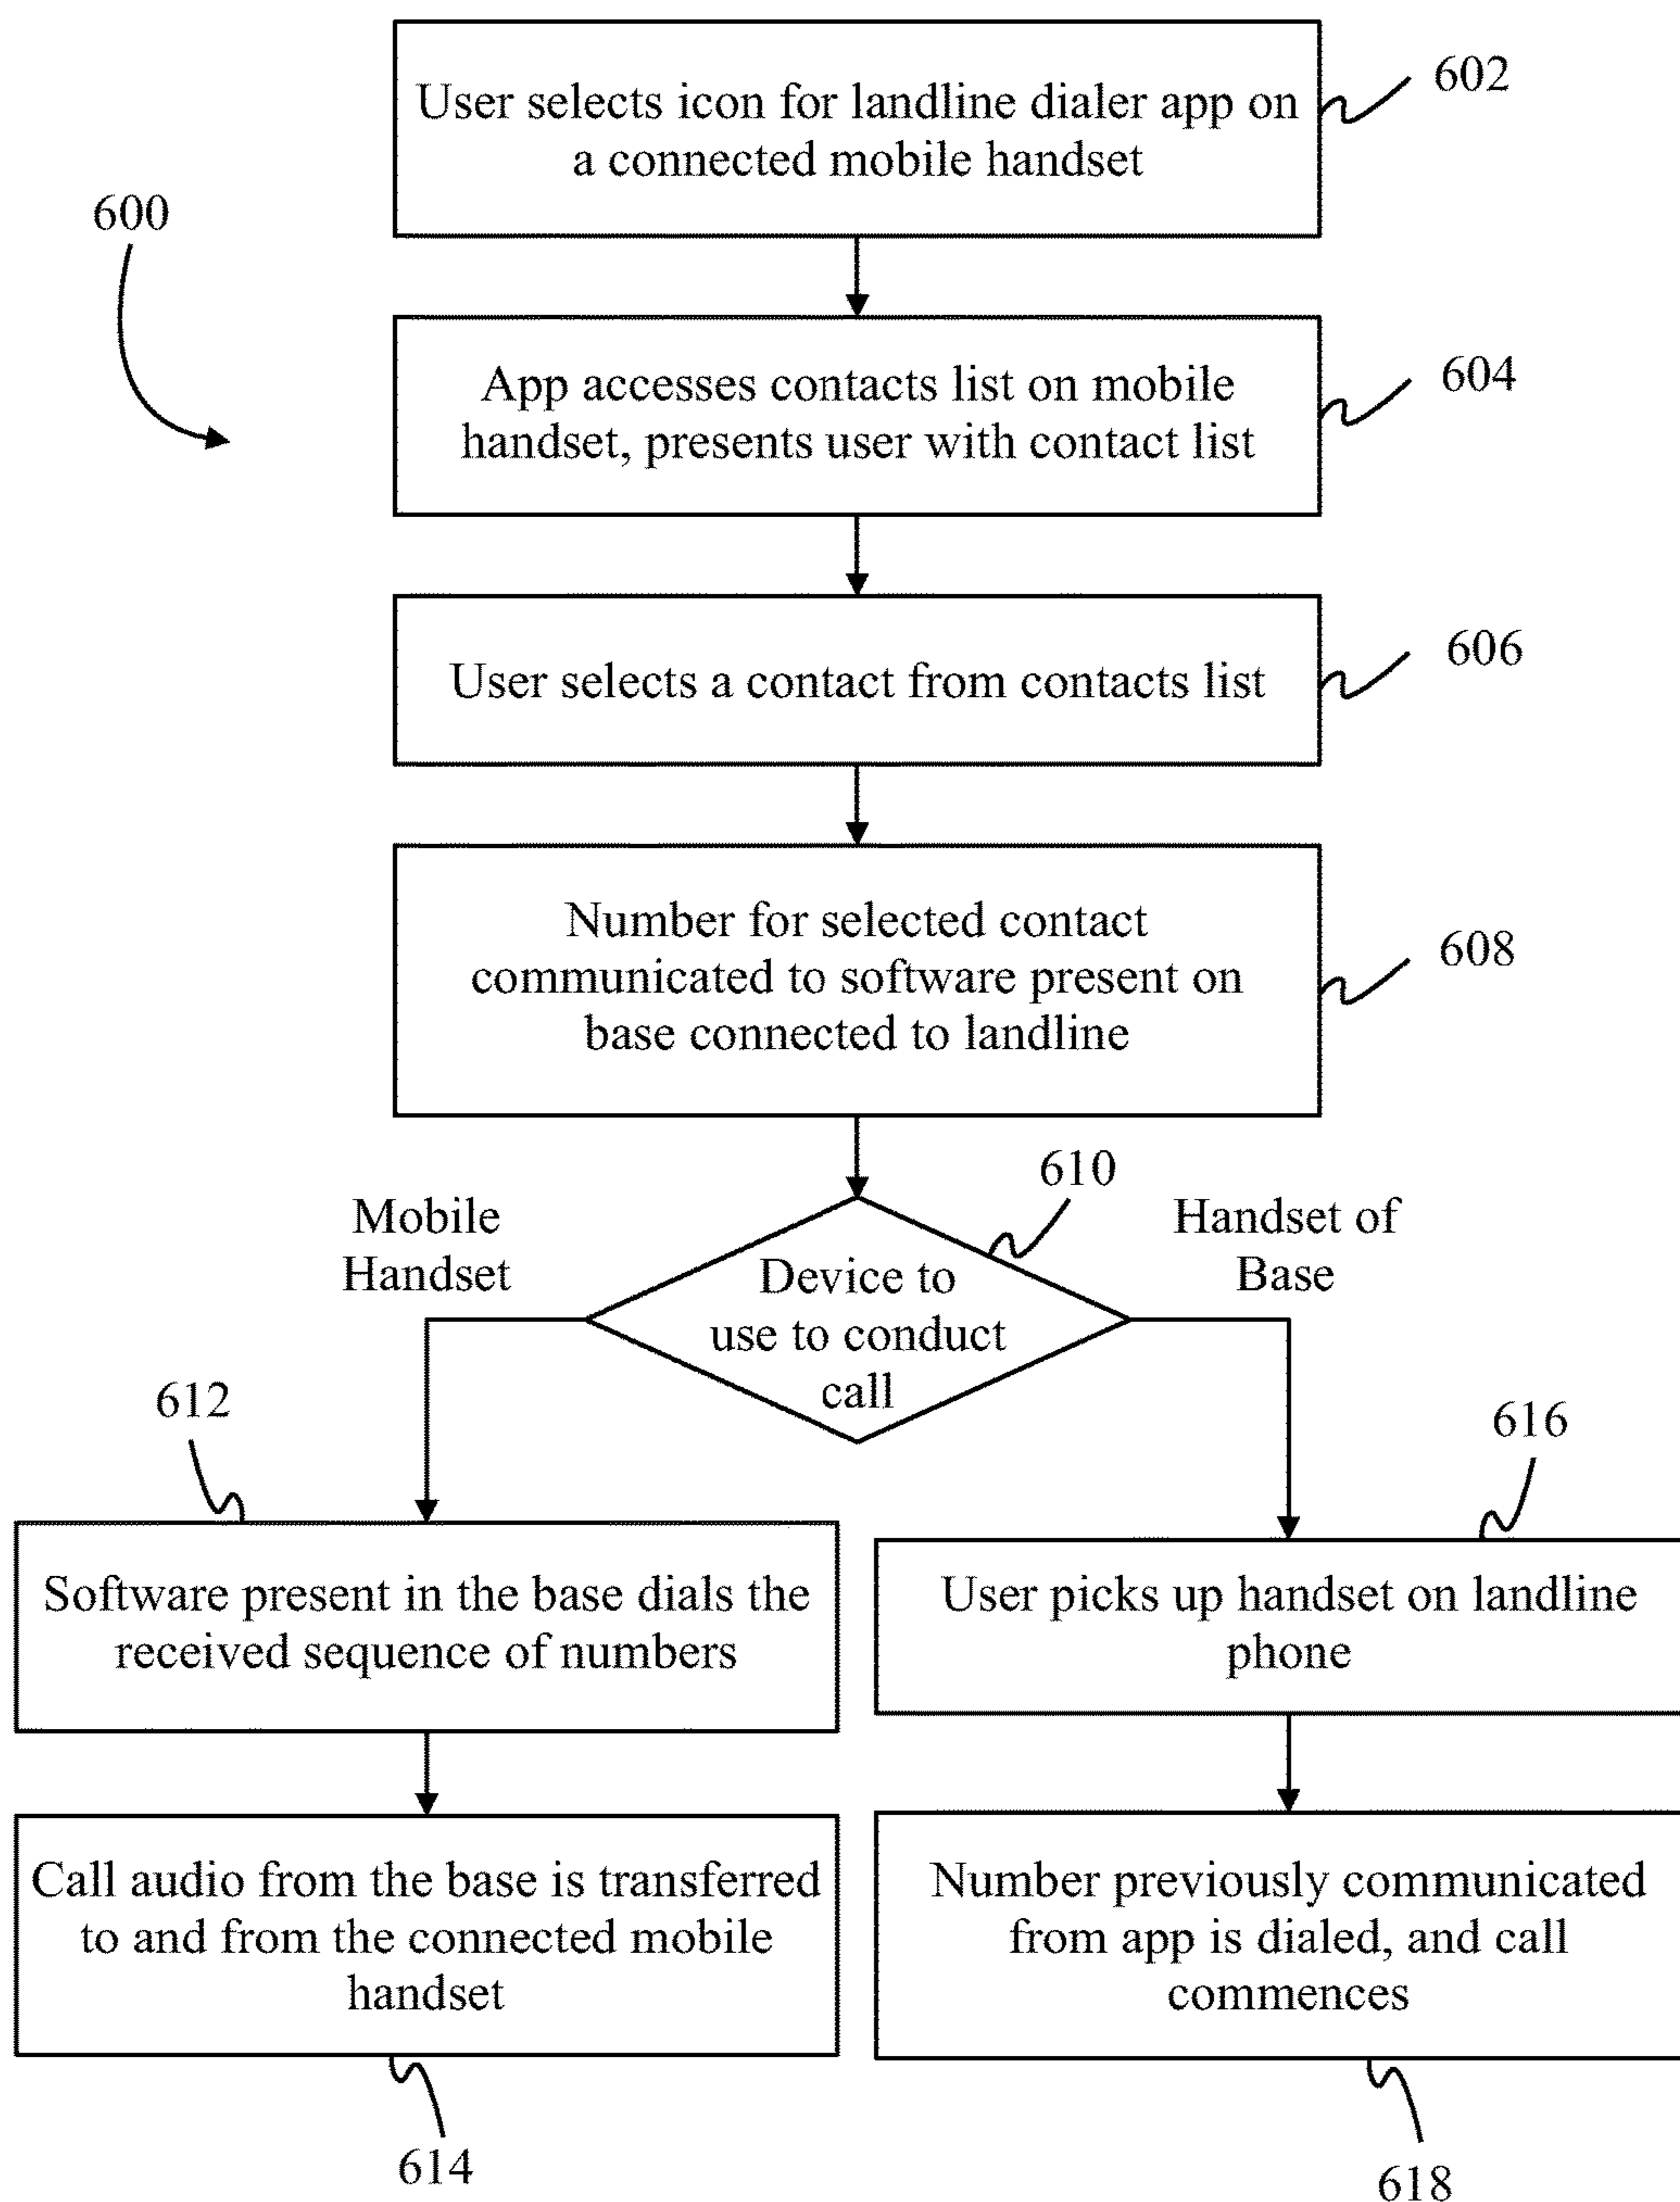 User selects icon for landline dialer app on
a connected mobile handset
602
600
App accesses contacts list on mobile
handset, presents user with contact list
604
User selects a contact from contacts list
606
Number for selected contact
communicated to software present on
base connected to landline
608
610
Mobile
Handset
Device to
use to conduct
call
Handset of
Base
612
616
Software present in the base dials the
received sequence of numbers
User picks up handset on landline
phone
Call audio from the base is transferred
to and from the connected mobile
handset
Number previously communicated
from app is dialed, and call
commences
614
618